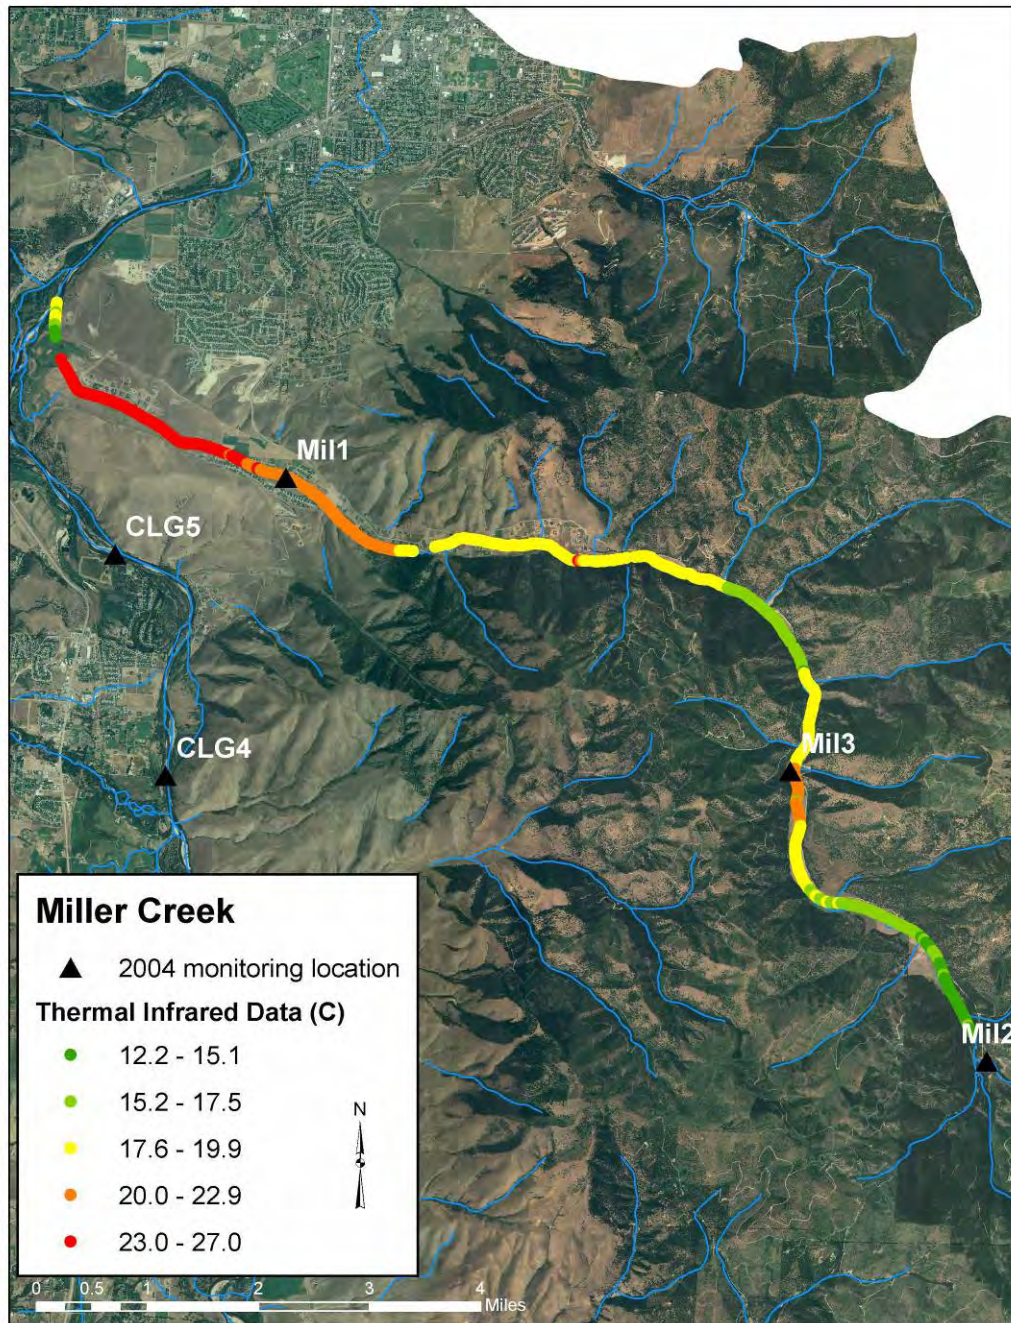 Mil1
CLG5
Mil3
CLG4
Mil2
Miller Creek
2004 monitoring location
Thermal Infrared Data (C)
12.2 - 15.1
15.2 - 17.5
17.6 - 19.9
20.0 - 22.9
23.0 - 27.0
N
0 0.5 1 2 3 4
Miles